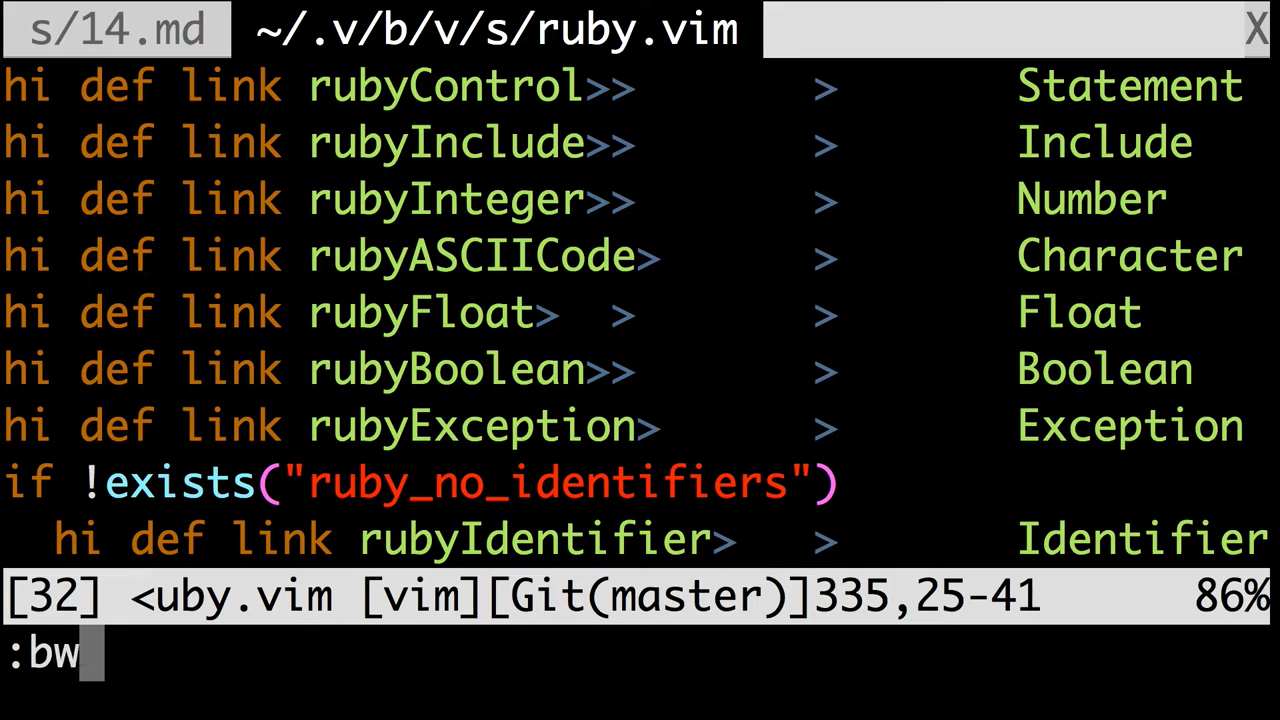 s/14.md ~/.v/b/v/s/ruby.vim X
hi def link rubyControl>> > Statement
hi def link rubyInclude>> > Include
hi def link rubyInteger>> > Number
hi def link rubyASCIICode> > Character
hi def link rubyFloat> > > Float
hi def link rubyBoolean>> > Boolean
hi def link rubyException> > Exception
if !exists("ruby_no_identifiers")
hi def link rubyIdentifier> > Identifier
[32] <uby.vim [vim][Git(master)]335,25-41 86%
:bw